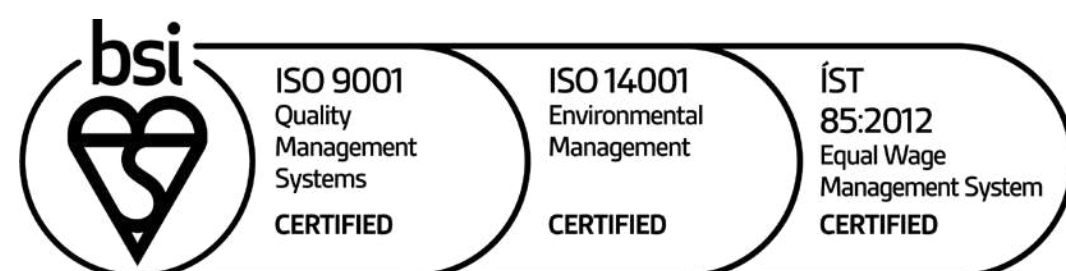 bsi
ISO 9001
Quality
Management
Systems
CERTIFIED
ISO 14001
Environmental
Management
CERTIFIED
ÍST
85:2012
Equal Wage
Management System
CERTIFIED